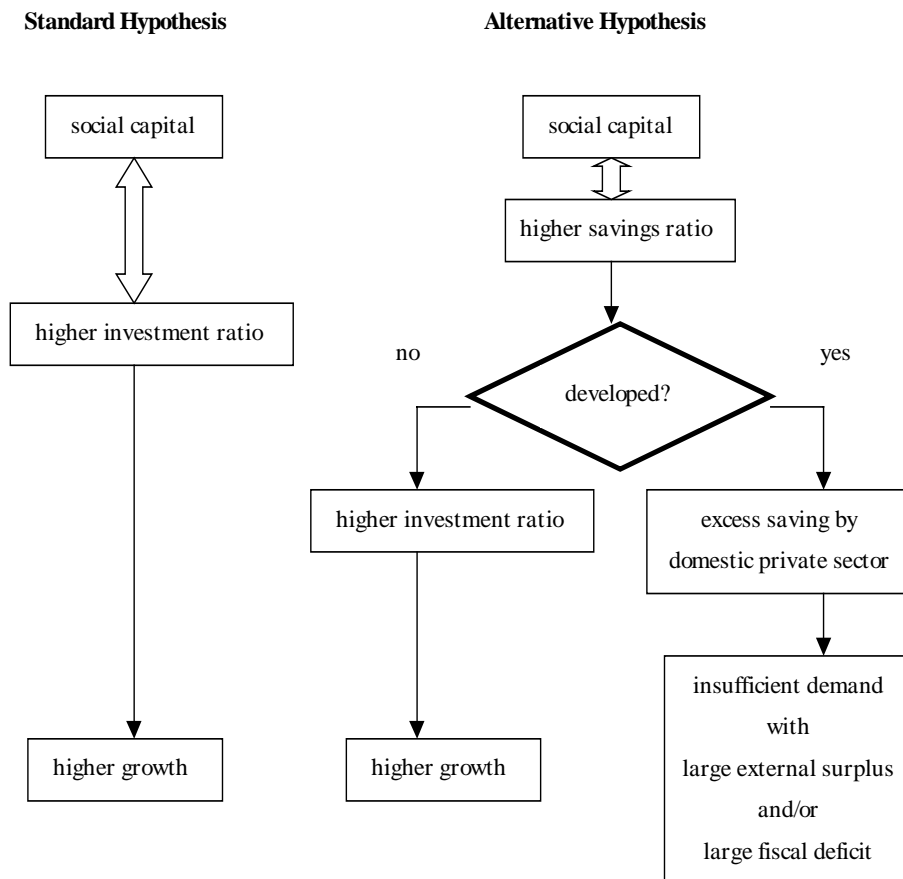 Standard Hypothesis
social capital
higher investment ratio
higher growth
Alternative Hypothesis
social capital
higher savings ratio
developed?
no
higher investment ratio
higher growth
yes
excess saving by
domestic private sector
insufficient demand
with
large external surplus
and/or
large fiscal deficit